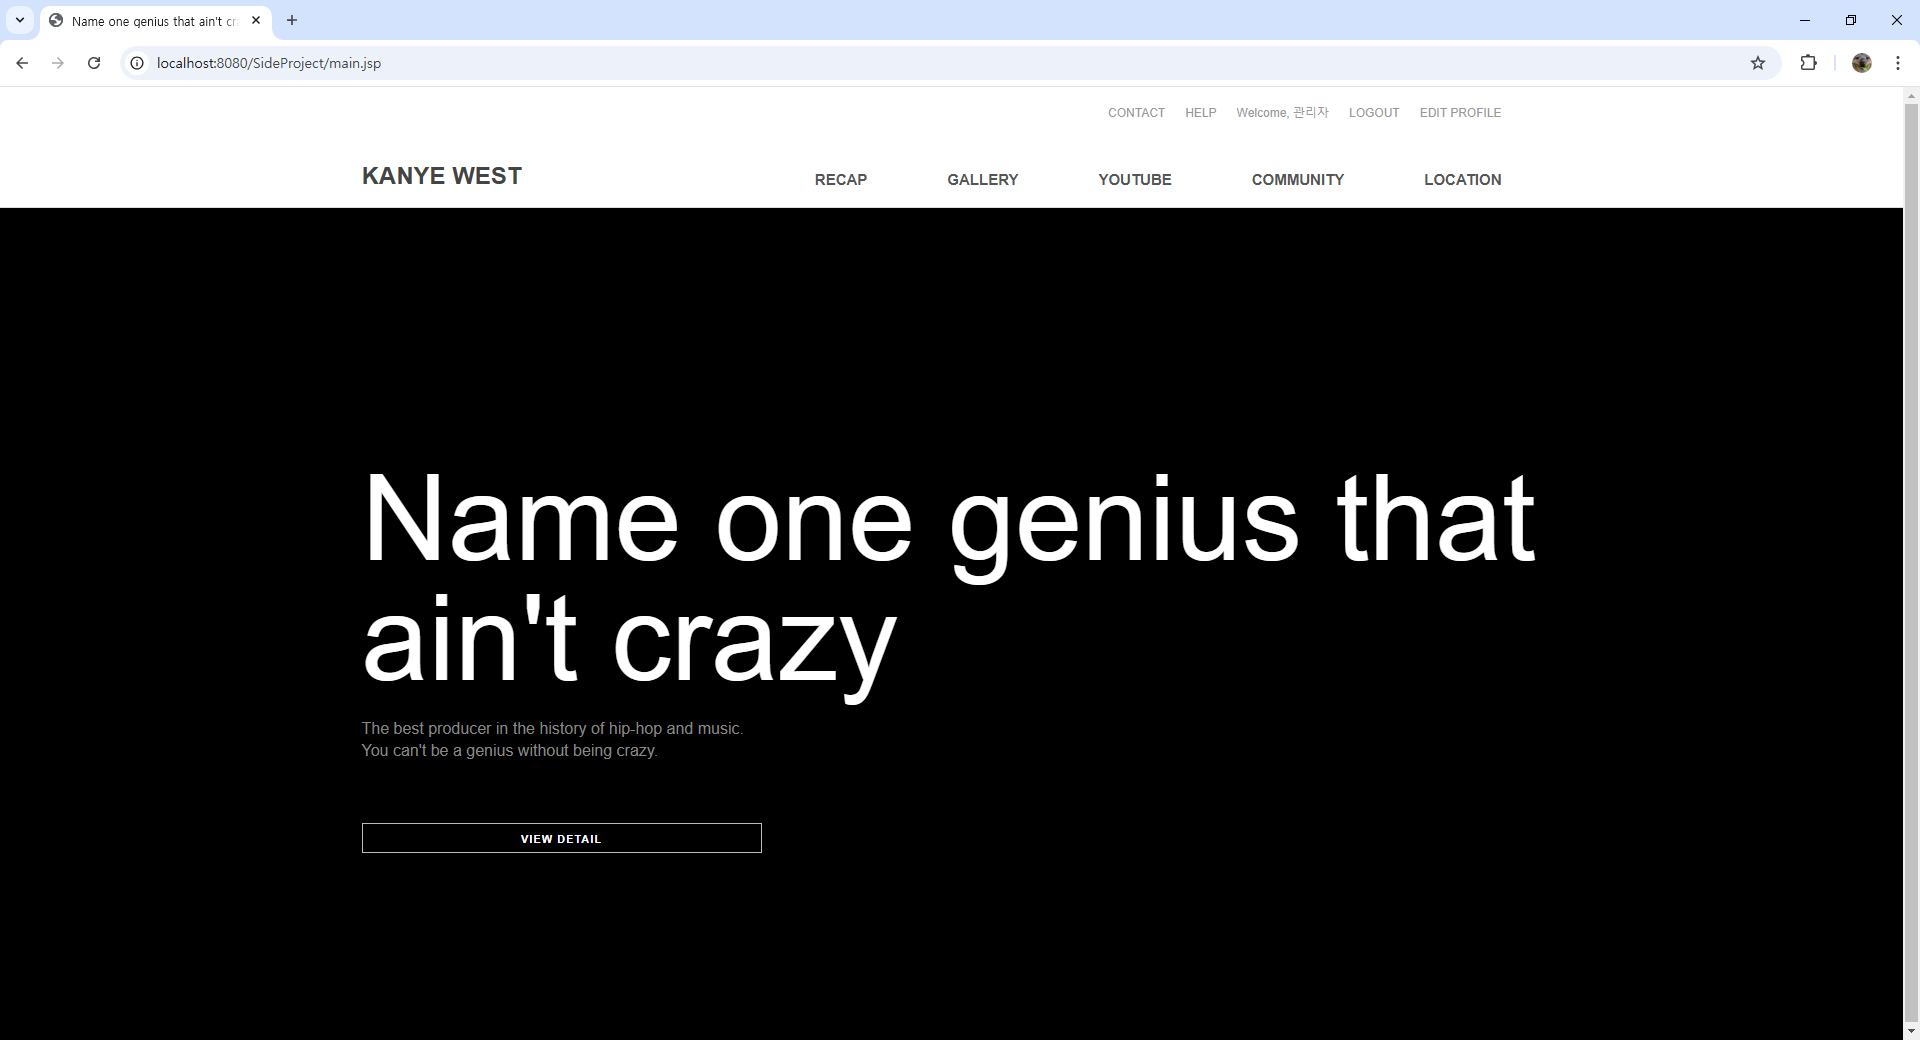 Name one genius that ain't cr
localhost:8080/SideProject/main.jsp
CONTACT HELP Welcome, 관리자 LOGOUT EDIT PROFILE
KANYE WEST RECAP GALLERY YOUTUBE COMMUNITY LOCATION
Name one genius that
ain't crazy
The best producer in the history of hip-hop and music.
You can't be a genius without being crazy.
VIEW DETAIL